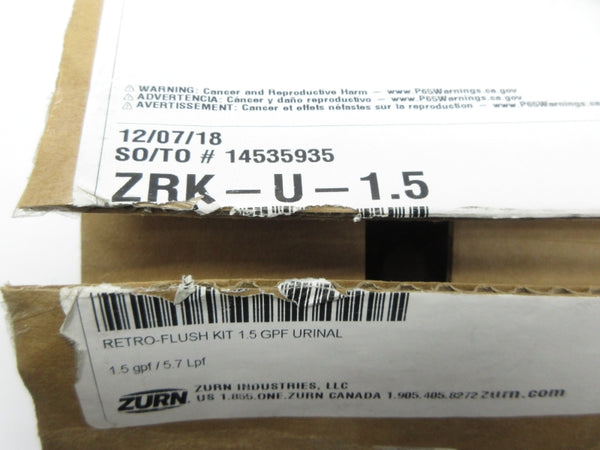 ⚠ WARNING: Cancer and Reproductive Harm - www.P65Warnings.ca.gov
⚠ ADVERTENCIA: Cáncer y daño reproductivo - www.P65Warnings.ca.gov
⚠ AVERTISSEMENT: Cancer et effets néfastes sur la reproduction - www.P65Warnings.ca.gov
12/07/18
SO/TO # 14535935
ZRK-U-1.5
RETRO-FLUSH KIT 1.5 GPF URINAL
1.5 gpf / 5.7 Lpf
ZURN INDUSTRIES, LLC
ZURN. US 1.855.ONE.ZURN CANADA 1.905.405.8272 zurn.com